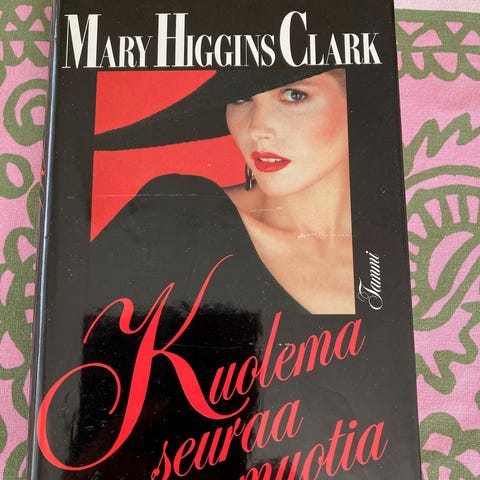 MARY HIGGINS CLARK
Tammi
Kuolema
seuraa
muotia